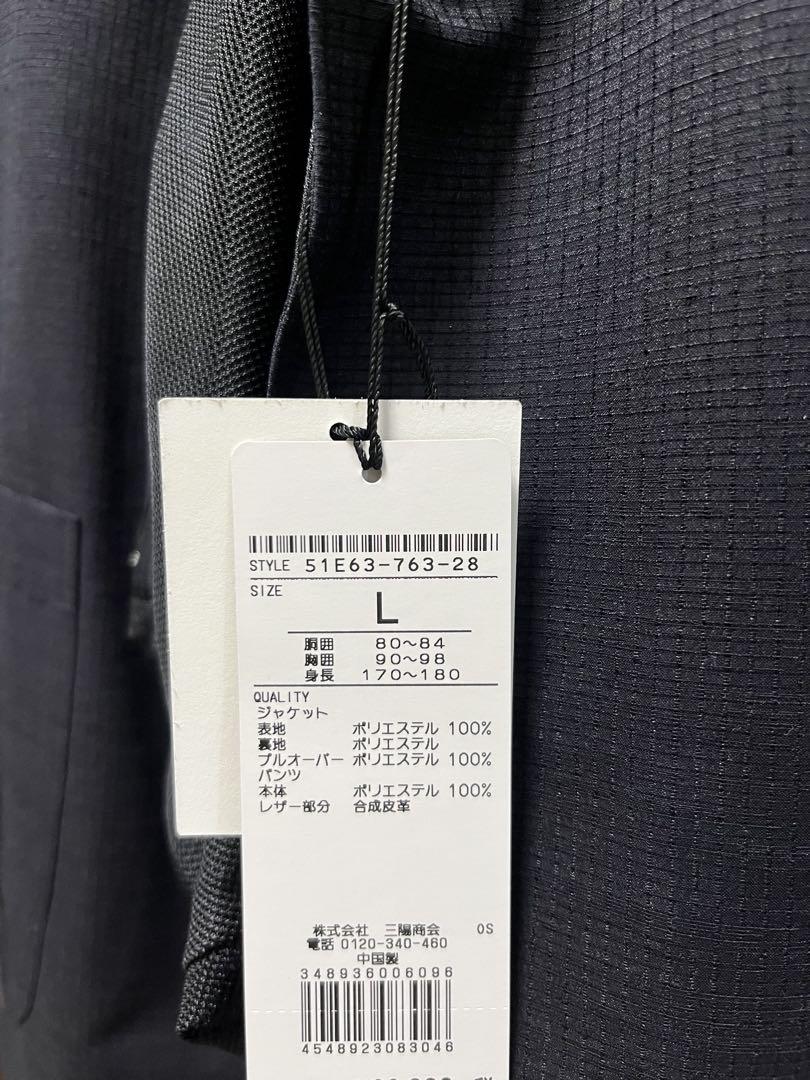 STYLE 51E63-763-28
SIZE
L
胴囲 80〜84
胸囲 90〜98
身長 170〜180
QUALITY
ジャケット
表地 ポリエステル 100%
裏地 ポリエステル
プルオーバー ポリエステル 100%
パンツ
本体 ポリエステル 100%
レザー部分 合成皮革
株式会社 三陽商会 OS
電話 0120-340-460
中国製
348936006096
4548923083046